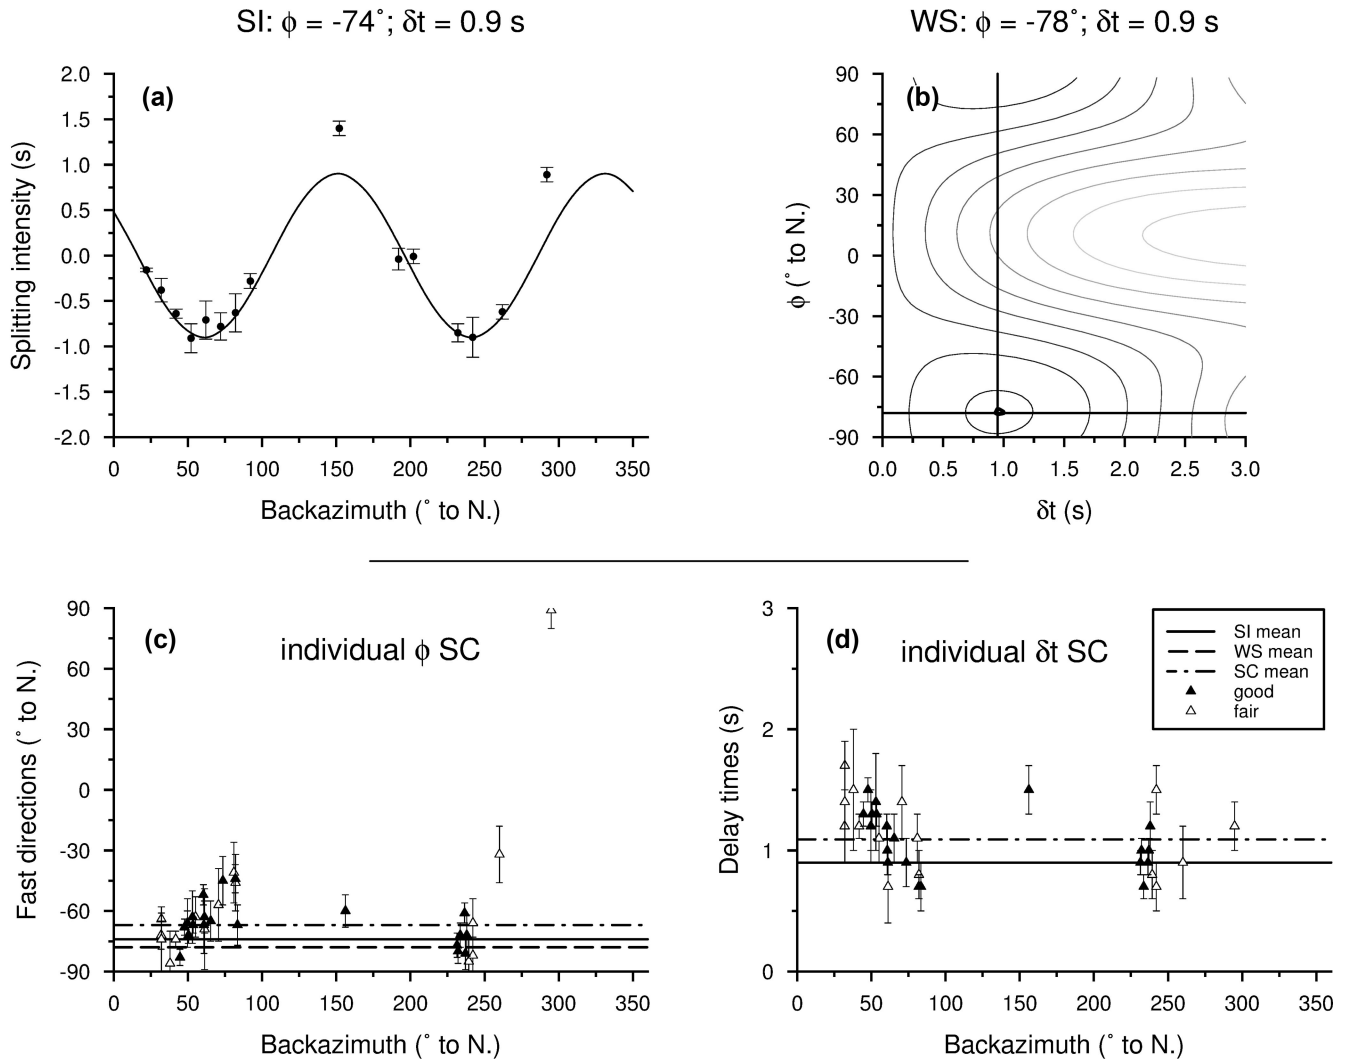 SI: ϕ = -74˚; δt = 0.9 s
WS: ϕ = -78˚; δt = 0.9 s
(a)
Splitting intensity (s)
2.0
1.5
1.0
0.5
0.0
-0.5
-1.0
-1.5
-2.0
0 50 100 150 200 250 300 350
Backazimuth (˚ to N.)
(b)
ϕ (˚ to N.)
90
60
30
0
-30
-60
-90
0.0 0.5 1.0 1.5 2.0 2.5 3.0
δt (s)
(c)
individual ϕ SC
Fast directions (˚ to N.)
90
60
30
0
-30
-60
-90
0 50 100 150 200 250 300 350
Backazimuth (˚ to N.)
(d)
individual δt SC
Delay times (s)
3
2
1
0
0 50 100 150 200 250 300 350
Backazimuth (˚ to N.)
SI mean
WS mean
SC mean
good
fair